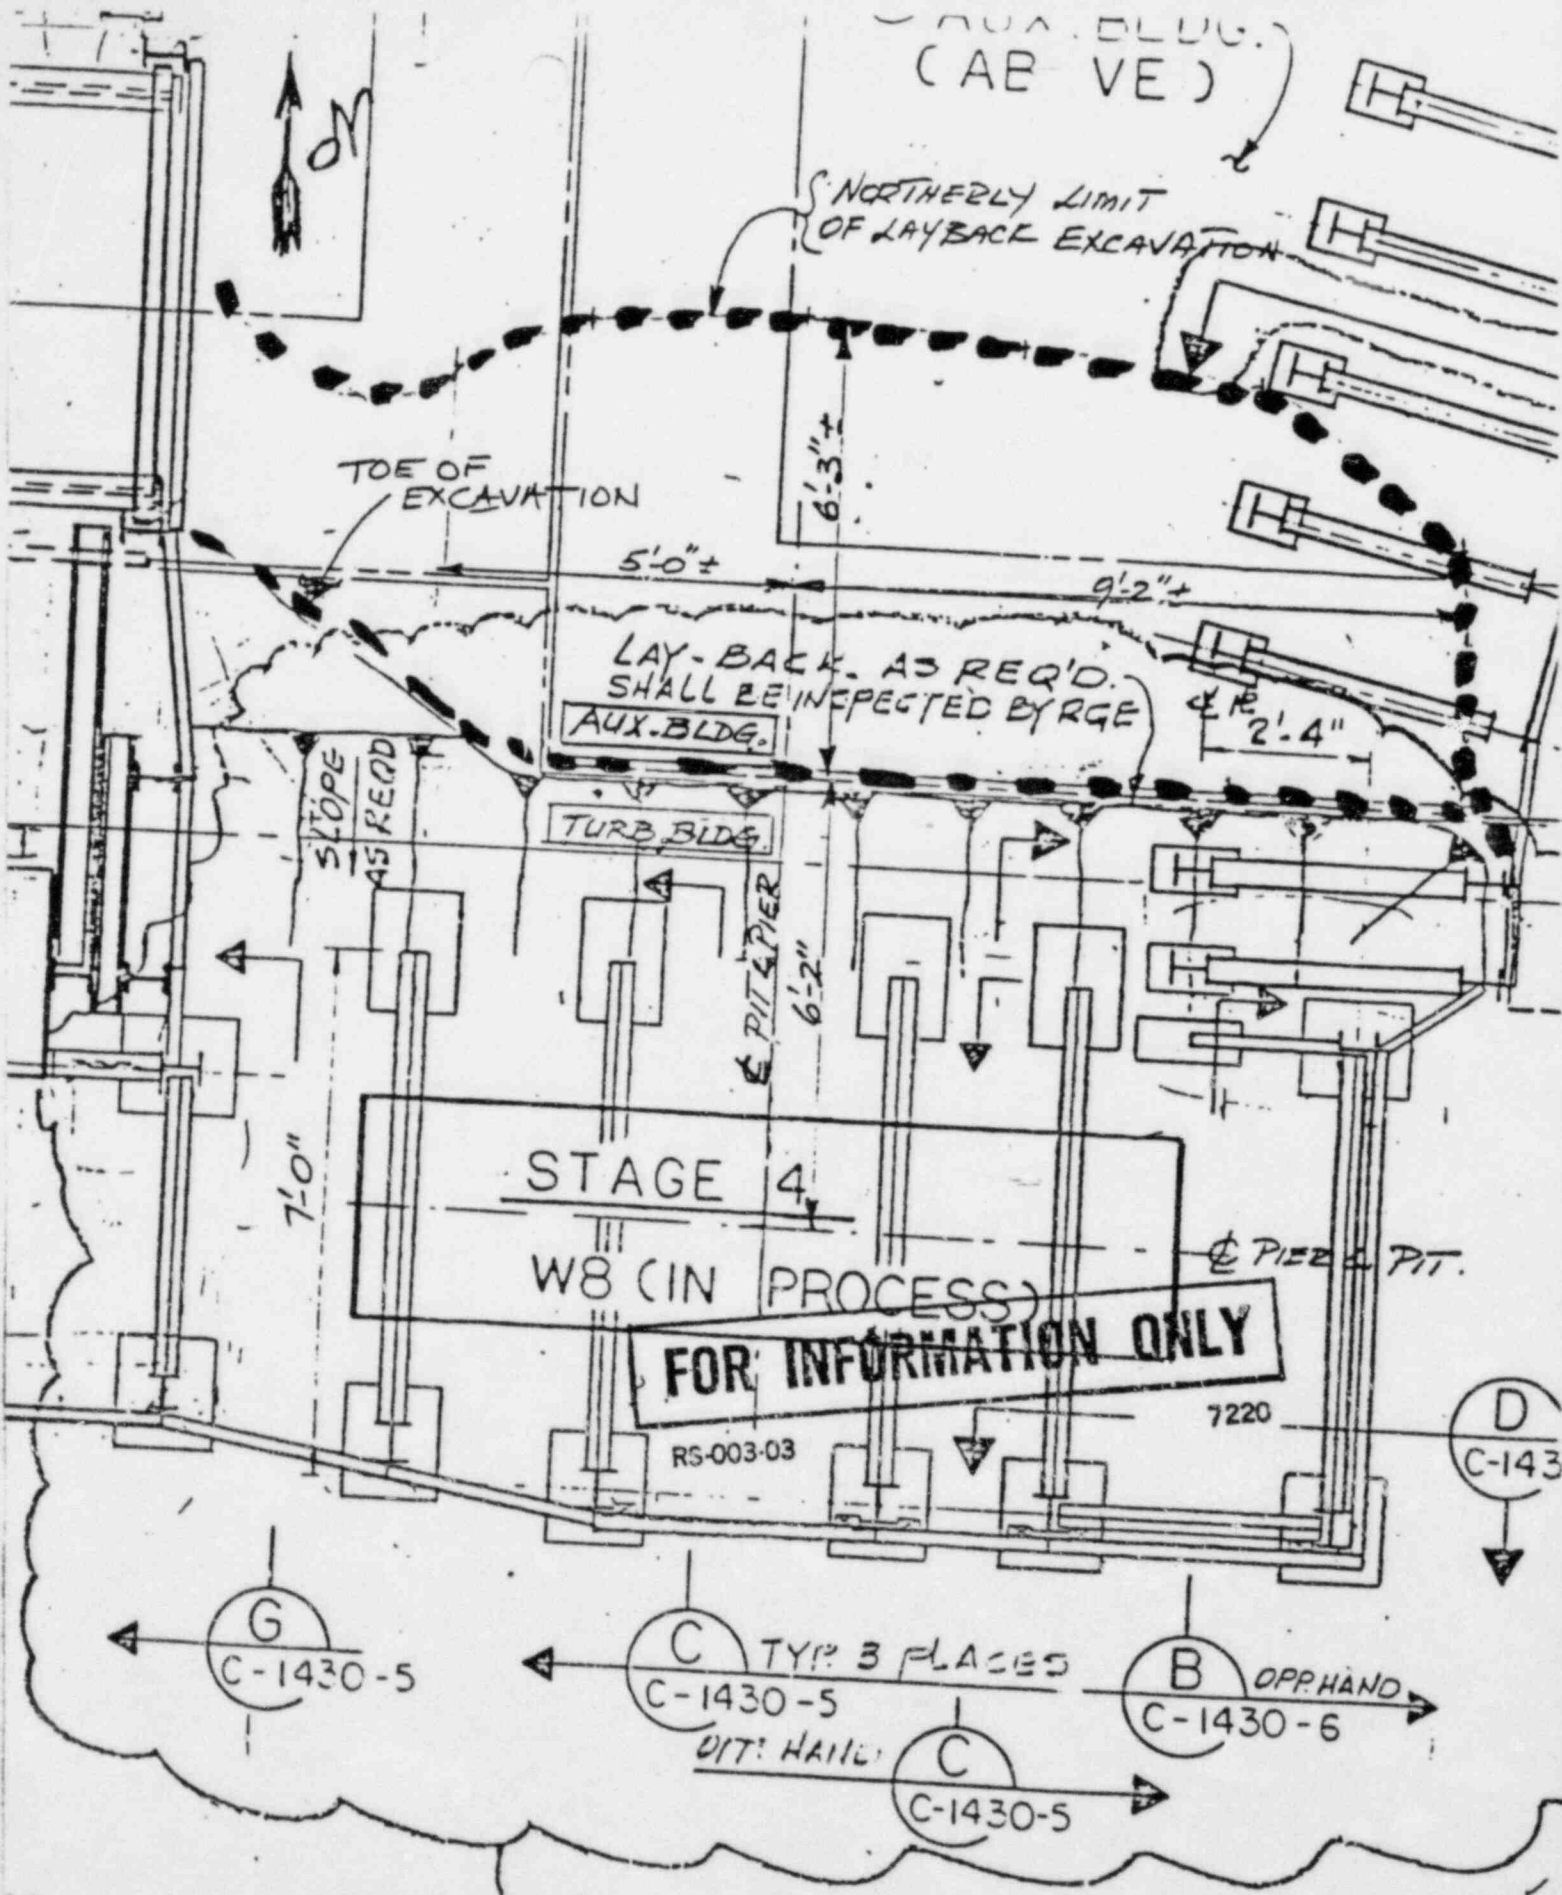 AUX. BLDG.
(AB VE)
NORTHERLY LIMIT
OF LAYBACK EXCAVATION
TOE OF
EXCAVATION
6'-3"±
5'-0"±
9'-2"±
LAY-BACK. AS REQ'D.
SHALL BE INSPECTED BY RGE
AUX. BLDG.
2'-4"
SLOPE
AS REQD
TURB. BLDG.
℄ PIT & PIER
6'-2"
7'-0"
STAGE 4
W8 (IN PROCESS)
℄ PIER & PIT.
FOR INFORMATION ONLY
7220
RS-003-03
D
C-143
G
C-1430-5
C TYP. 3 PLACES
C-1430-5
B OPP. HAND
C-1430-6
HAND
C
C-1430-5